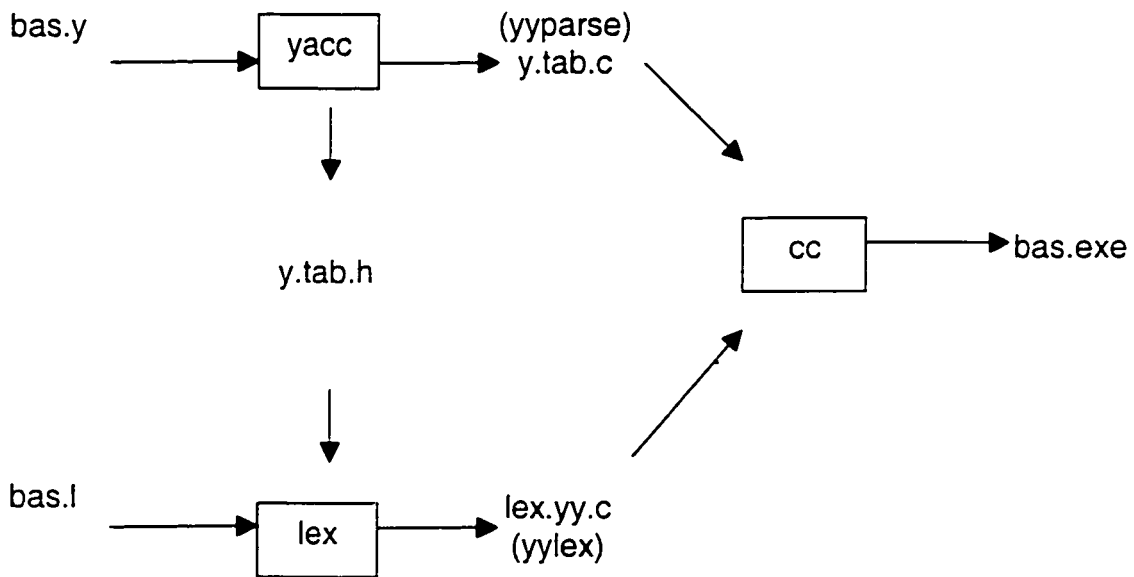 bas.y
yacc
(yyparse)
y.tab.c
y.tab.h
cc
bas.exe
bas.l
lex
lex.yy.c
(yylex)